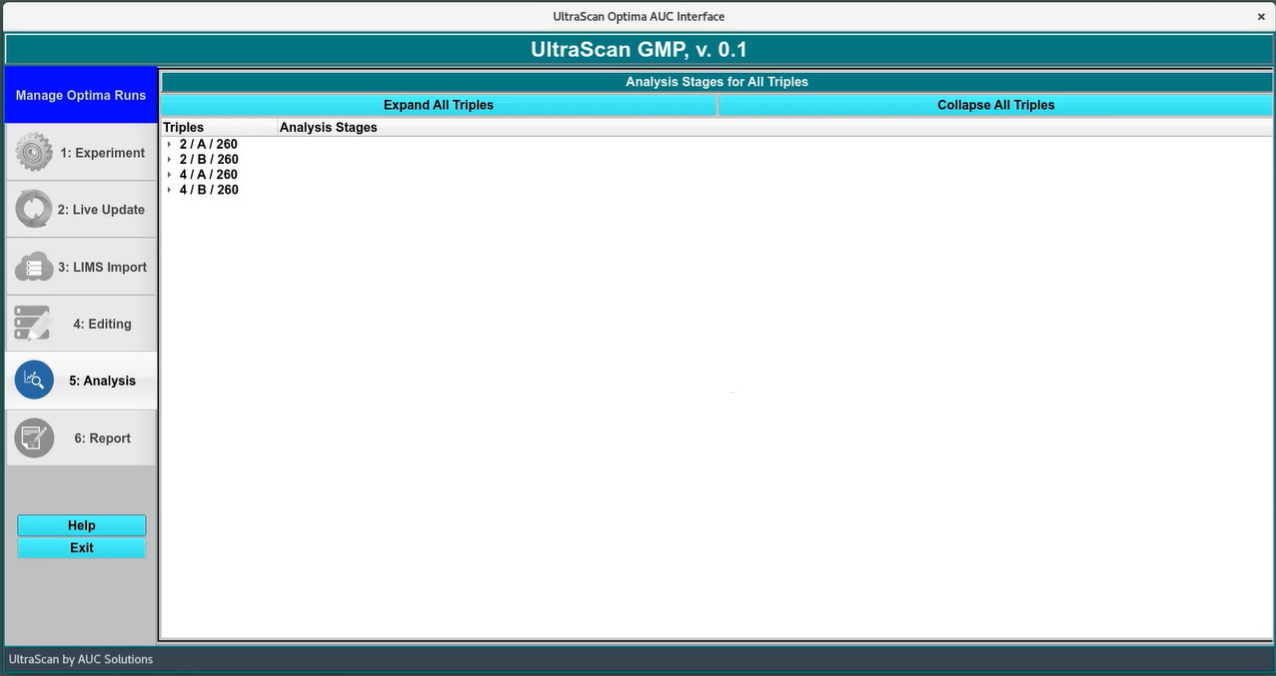 UltraScan Optima AUC Interface
×
UltraScan GMP, v. 0.1
Manage Optima Runs
1: Experiment
2: Live Update
3: LIMS Import
4: Editing
5: Analysis
6: Report
Help
Exit
Analysis Stages for All Triples
Expand All Triples
Collapse All Triples
Triples
Analysis Stages
2 / A / 260
2 / B / 260
4 / A / 260
4 / B / 260
UltraScan by AUC Solutions